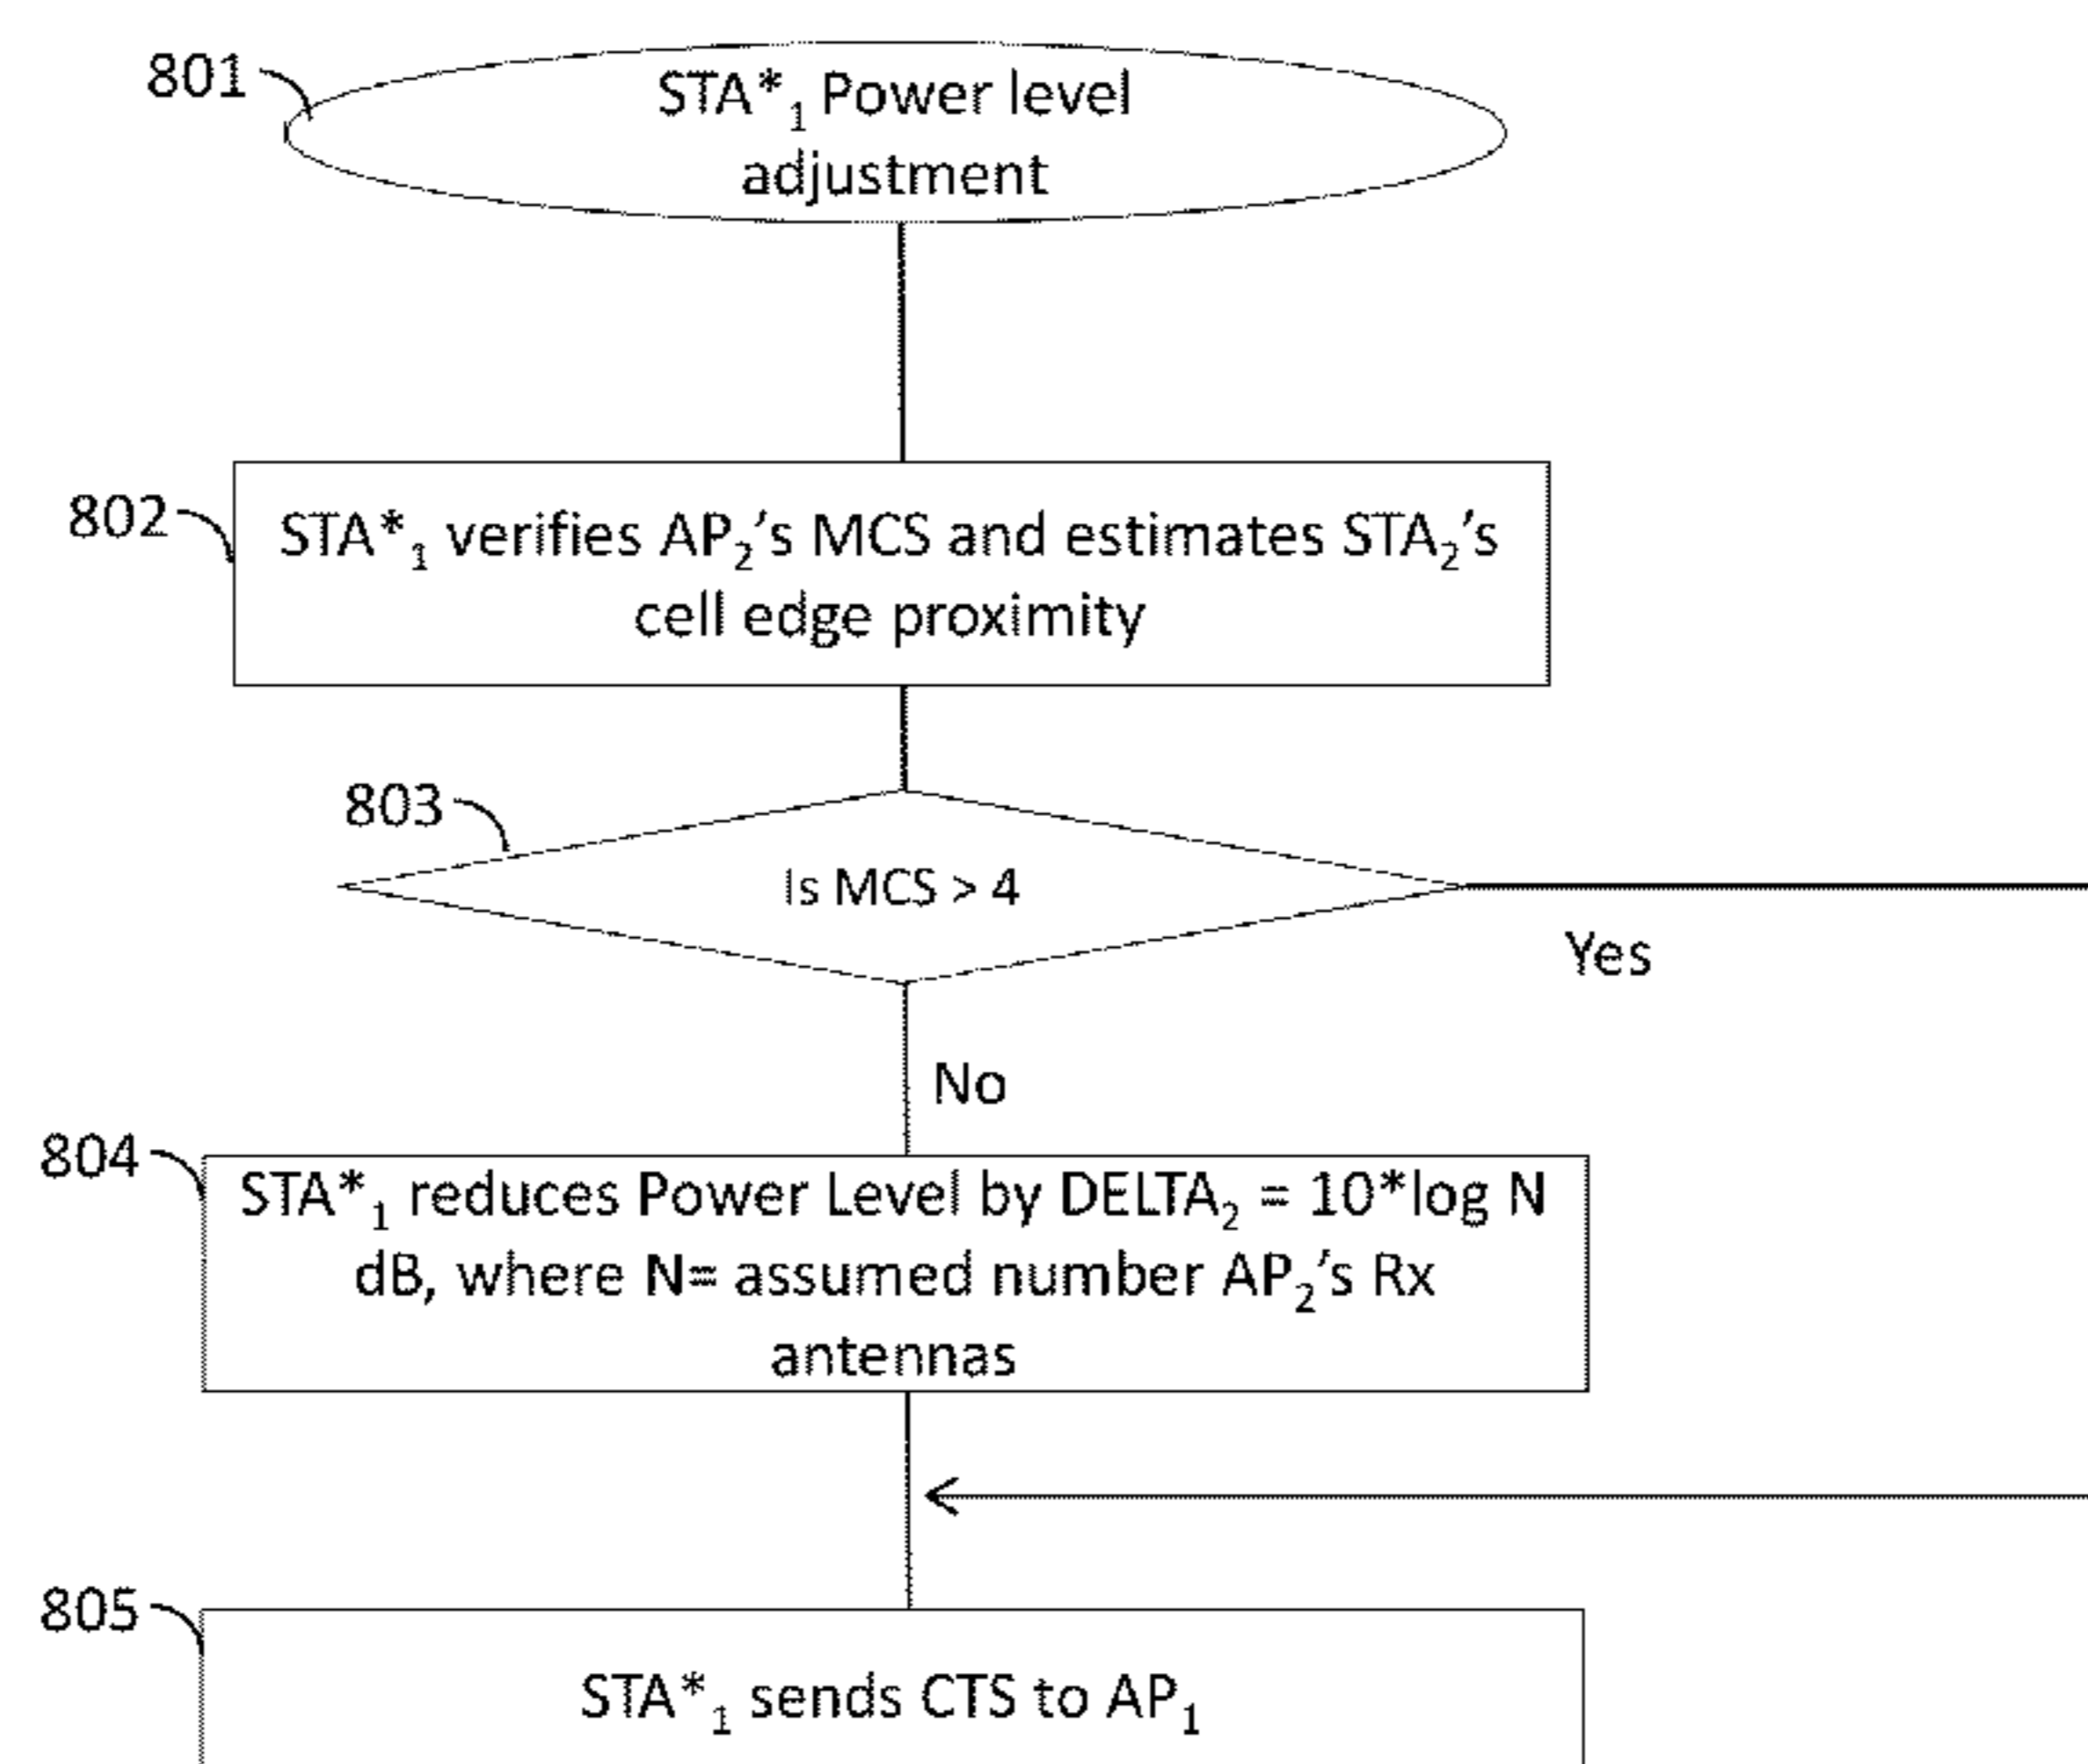 801
STA*₁ Power level
adjustment
802
STA*₁ verifies AP₂’s MCS and estimates STA₂’s
cell edge proximity
803
Is MCS > 4
Yes
No
804
STA*₁ reduces Power Level by DELTA₂ = 10*log N
dB, where N= assumed number AP₂’s Rx
antennas
805
STA*₁ sends CTS to AP₁